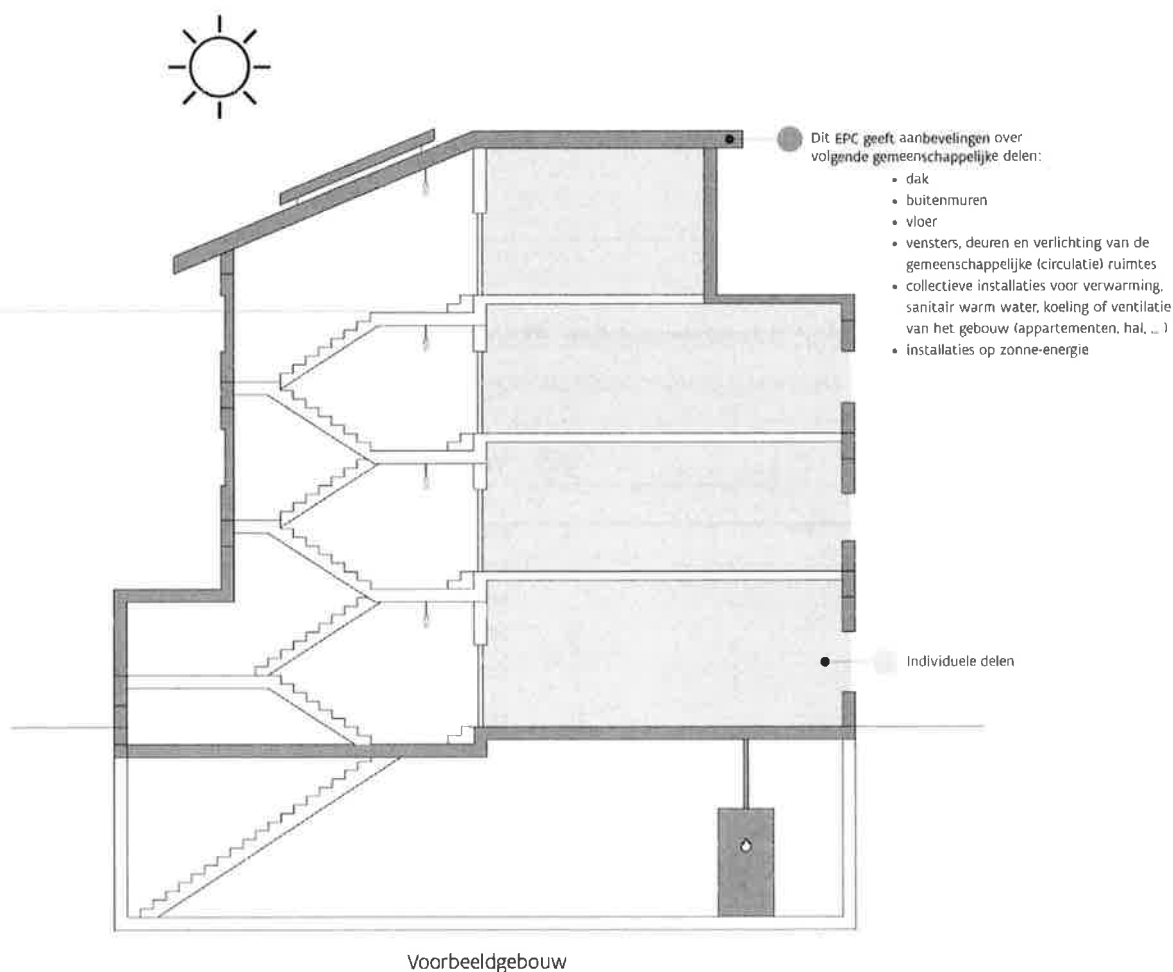 Dit EPC geeft aanbevelingen over
volgende gemeenschappelijke delen:
• dak
• buitenmuren
• vloer
• vensters, deuren en verlichting van de
gemeenschappelijke (circulatie) ruimtes
• collectieve installaties voor verwarming,
sanitair warm water, koeling of ventilatie
van het gebouw (appartementen, hal, ... )
• installaties op zonne-energie
Individuele delen
Voorbeeldgebouw